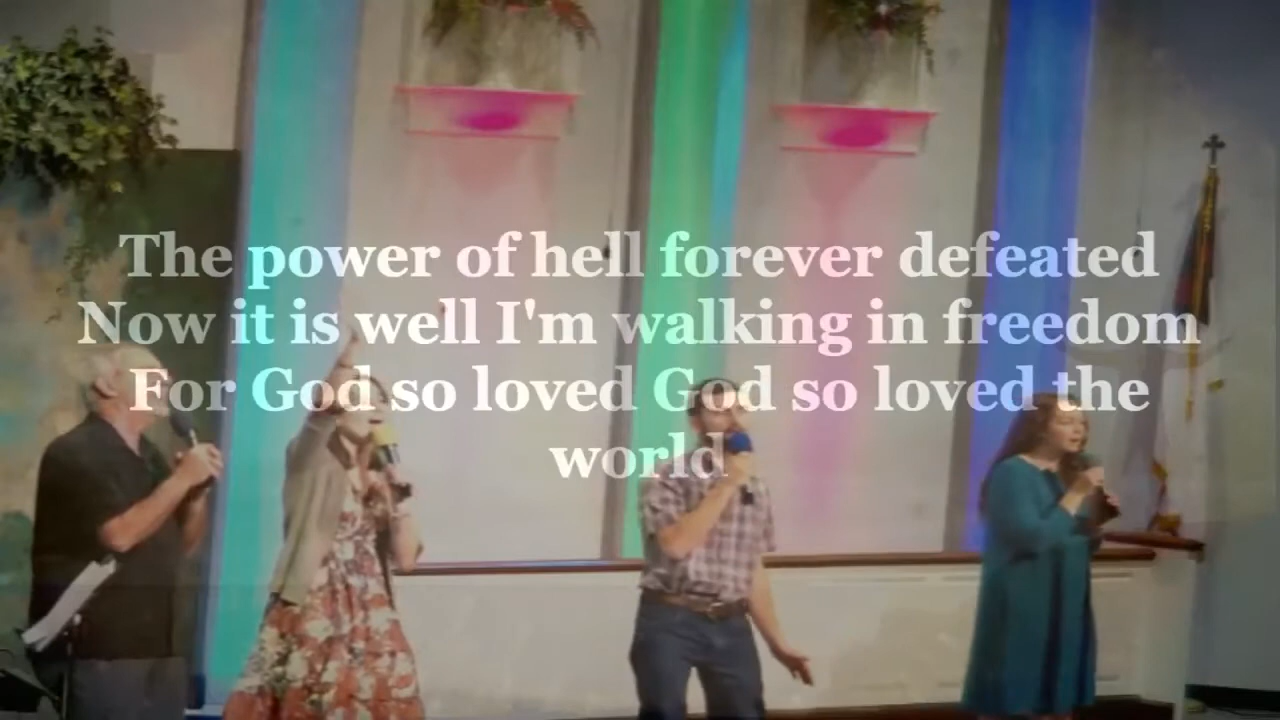 The power of hell forever defeated
Now it is well I'm walking in freedom
For God so loved God so loved the
world